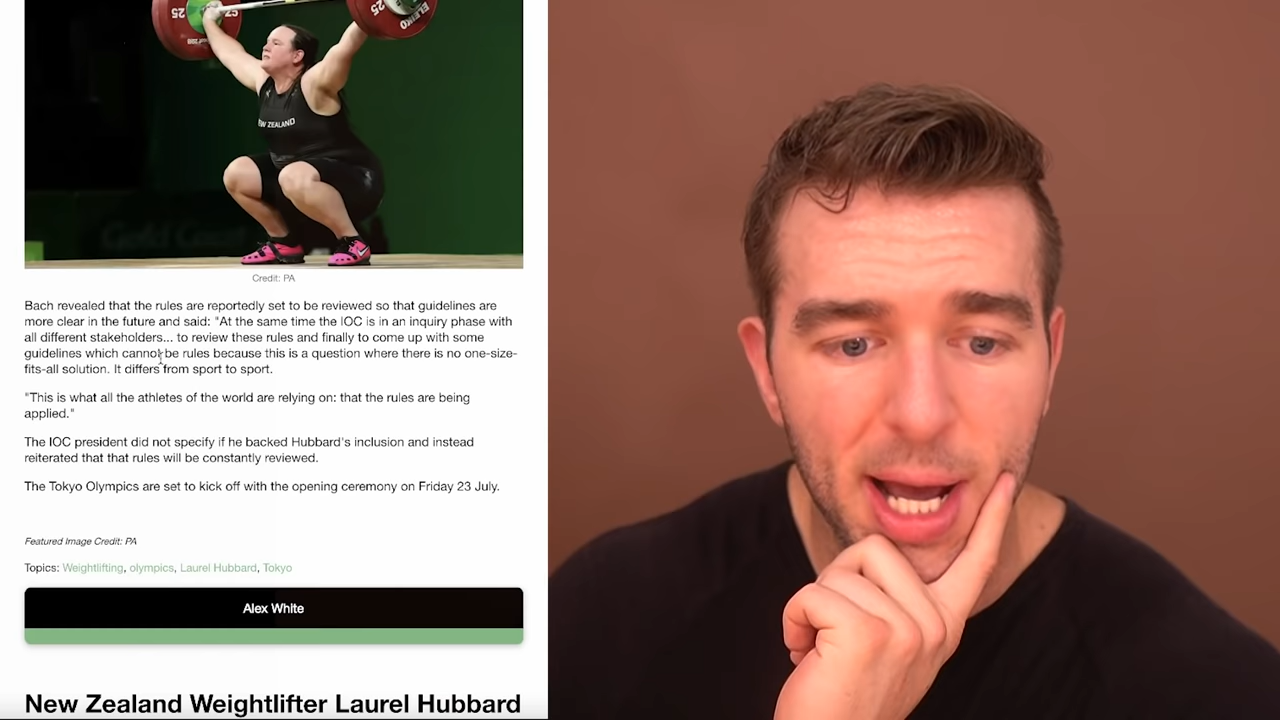 25
25
ELEIKO
NEW ZEALAND
Credit: PA
Bach revealed that the rules are reportedly set to be reviewed so that guidelines are
more clear in the future and said: "At the same time the IOC is in an inquiry phase with
all different stakeholders... to review these rules and finally to come up with some
guidelines which cannot be rules because this is a question where there is no one-size-
fits-all solution. It differs from sport to sport.
"This is what all the athletes of the world are relying on: that the rules are being
applied."
The IOC president did not specify if he backed Hubbard's inclusion and instead
reiterated that that rules will be constantly reviewed.
The Tokyo Olympics are set to kick off with the opening ceremony on Friday 23 July.
Featured Image Credit: PA
Topics: Weightlifting, olympics, Laurel Hubbard, Tokyo
Alex White
New Zealand Weightlifter Laurel Hubbard